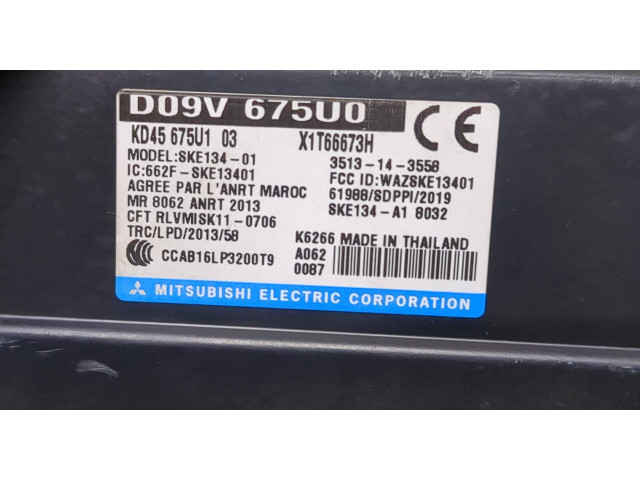 D09V 675U0
CE
KD45 675U1 03 X1T66673H
MODEL:SKE134-01 3513-14-3558
IC:662F-SKE13401 FCC ID:WAZSKE13401
AGREE PAR L'ANRT MAROC 61988/SDPPI/2019
MR 8062 ANRT 2013 SKE134-A1 8032
CFT RLVMISK11-0706
TRC/LPD/2013/58 K6266 MADE IN THAILAND
CCC CCAB16LP3200T9 A062
0087
MITSUBISHI ELECTRIC CORPORATION